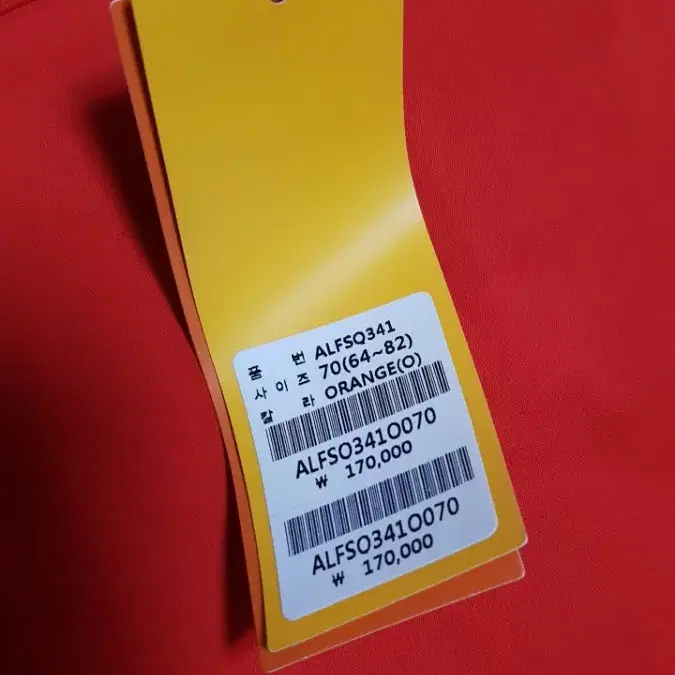 품 번 ALFSQ341
사 이 즈 70(64~82)
칼 라 ORANGE(O)
ALFSO341O070
₩ 170,000
ALFSO341O070
₩ 170,000